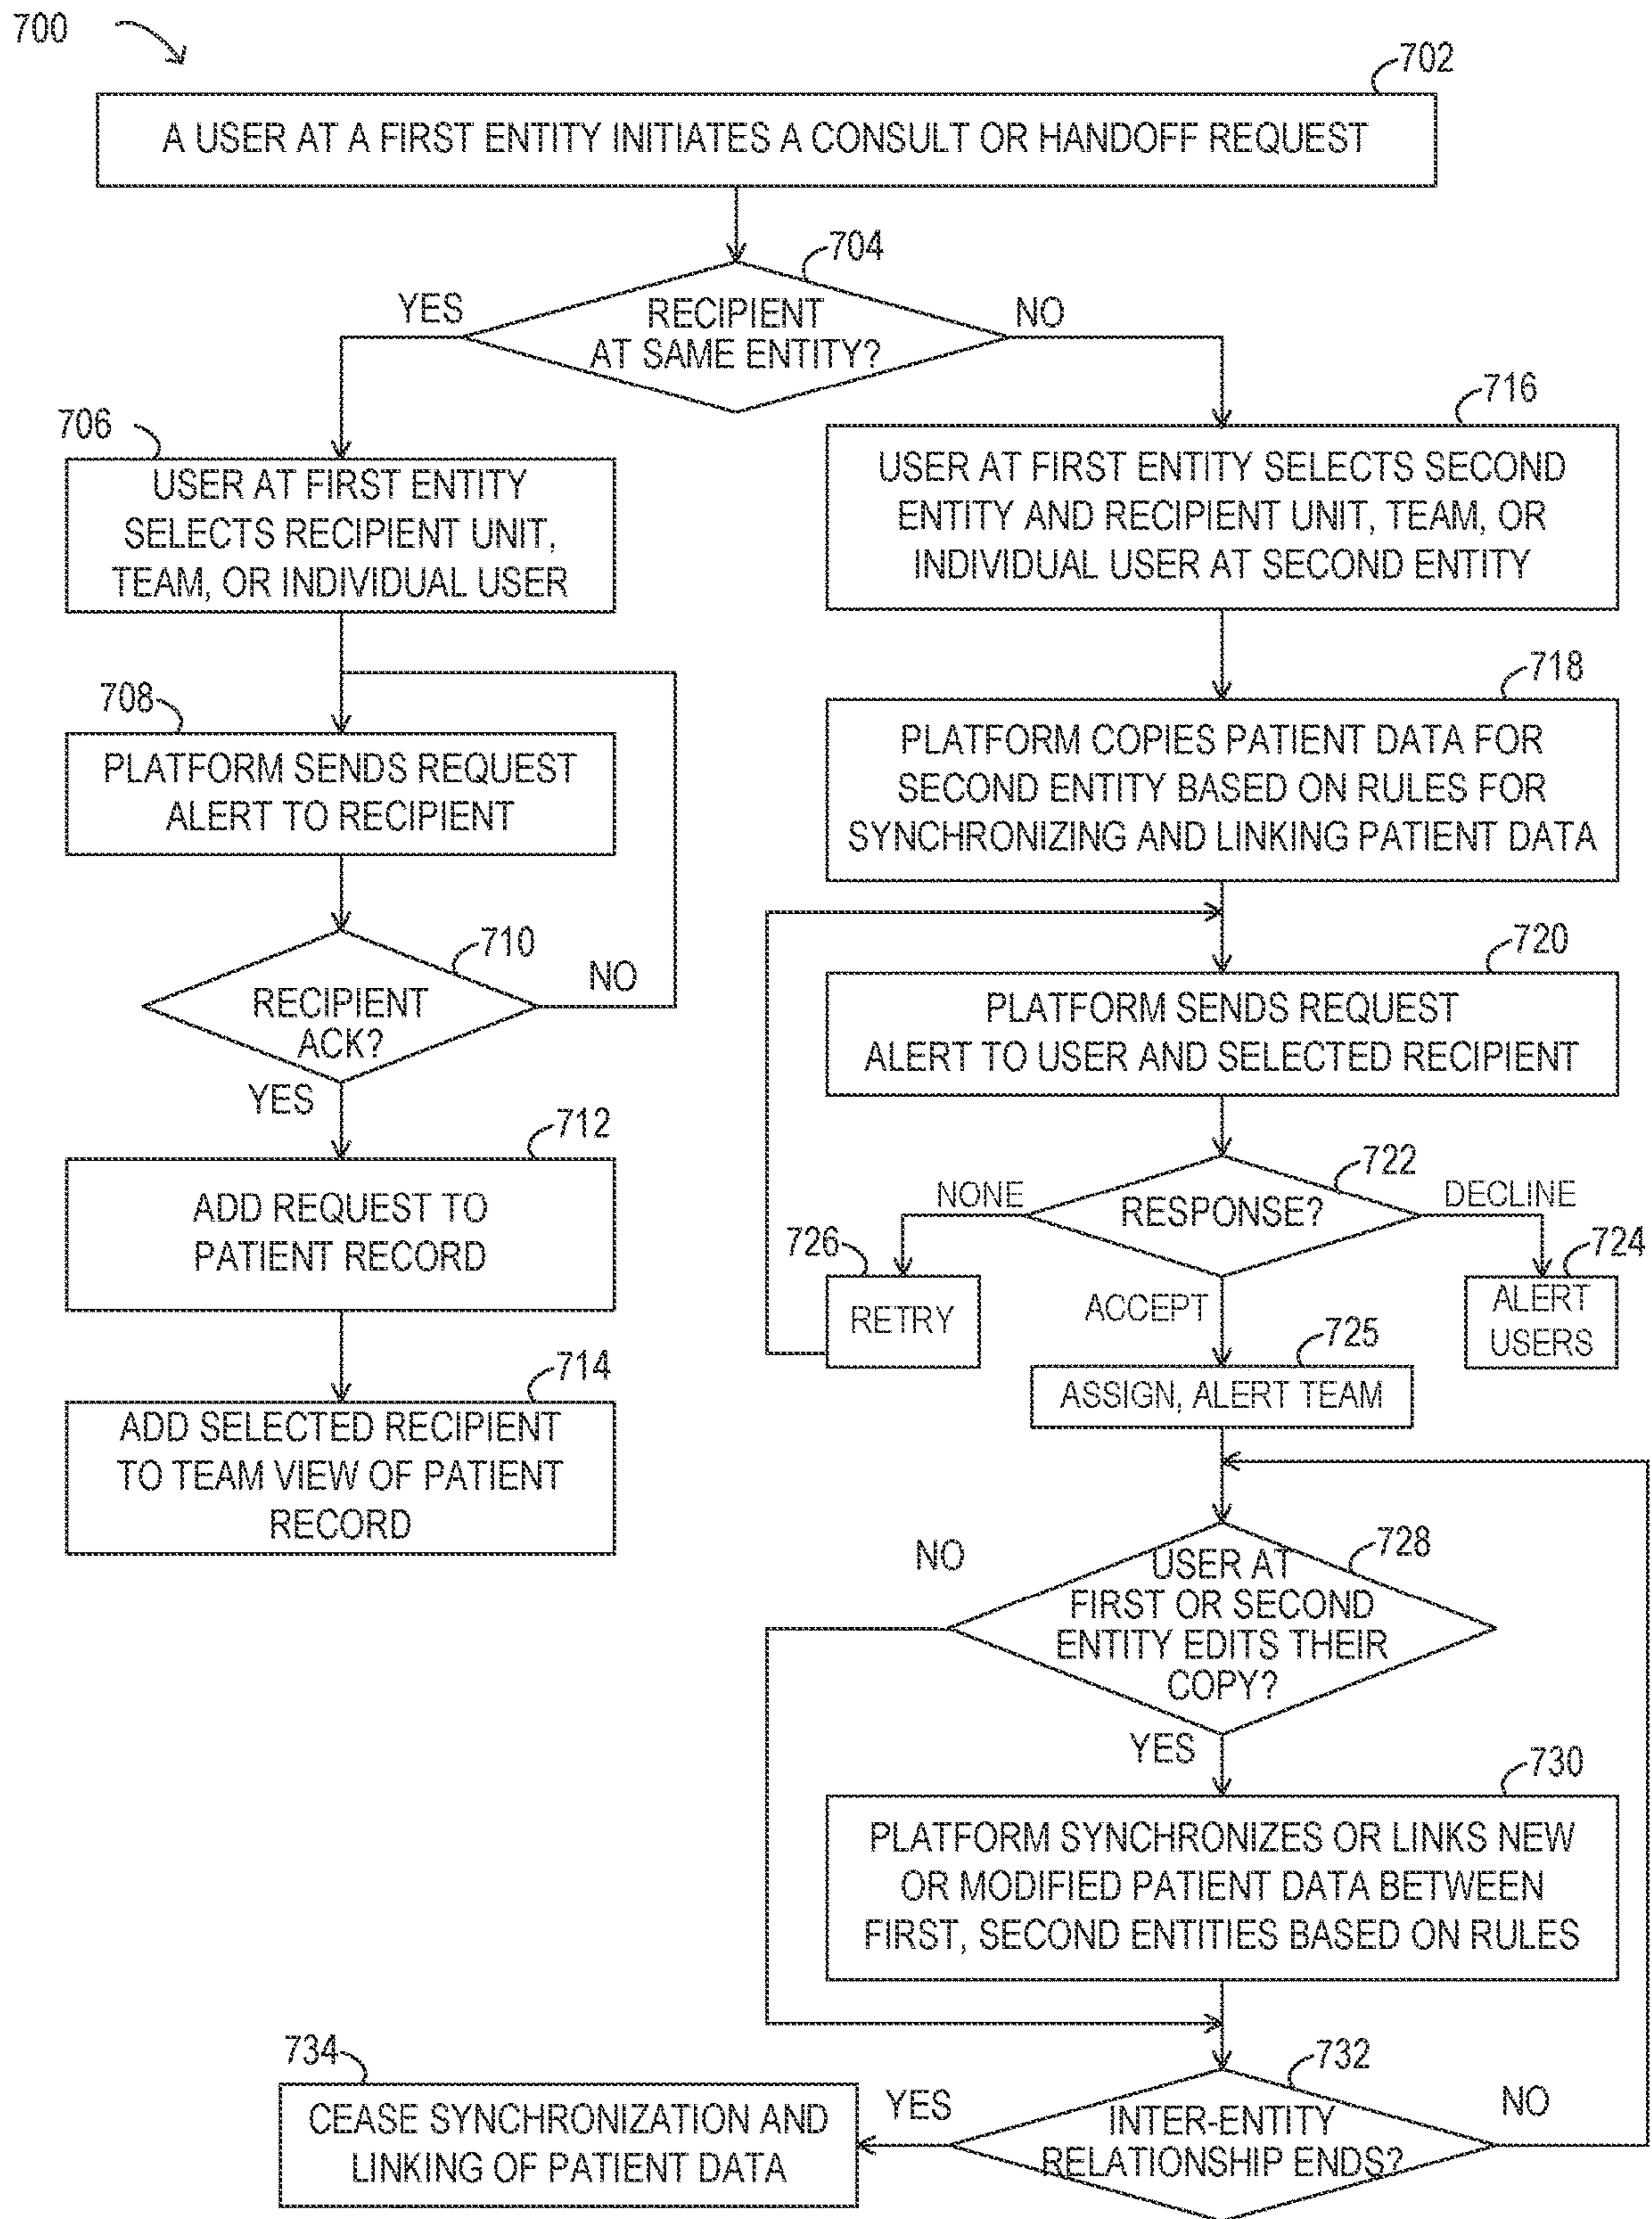 700
702
A USER AT A FIRST ENTITY INITIATES A CONSULT OR HANDOFF REQUEST
704
YES
RECIPIENT
AT SAME ENTITY?
NO
706
USER AT FIRST ENTITY
SELECTS RECIPIENT UNIT,
TEAM, OR INDIVIDUAL USER
708
PLATFORM SENDS REQUEST
ALERT TO RECIPIENT
710
RECIPIENT
ACK?
NO
YES
712
ADD REQUEST TO
PATIENT RECORD
714
ADD SELECTED RECIPIENT
TO TEAM VIEW OF PATIENT
RECORD
716
USER AT FIRST ENTITY SELECTS SECOND
ENTITY AND RECIPIENT UNIT, TEAM, OR
INDIVIDUAL USER AT SECOND ENTITY
718
PLATFORM COPIES PATIENT DATA FOR
SECOND ENTITY BASED ON RULES FOR
SYNCHRONIZING AND LINKING PATIENT DATA
720
PLATFORM SENDS REQUEST
ALERT TO USER AND SELECTED RECIPIENT
722
NONE
RESPONSE?
DECLINE
726
RETRY
ACCEPT
724
ALERT
USERS
725
ASSIGN, ALERT TEAM
728
NO
USER AT
FIRST OR SECOND
ENTITY EDITS THEIR
COPY?
YES
730
PLATFORM SYNCHRONIZES OR LINKS NEW
OR MODIFIED PATIENT DATA BETWEEN
FIRST, SECOND ENTITIES BASED ON RULES
732
YES
INTER-ENTITY
RELATIONSHIP ENDS?
NO
734
CEASE SYNCHRONIZATION AND
LINKING OF PATIENT DATA